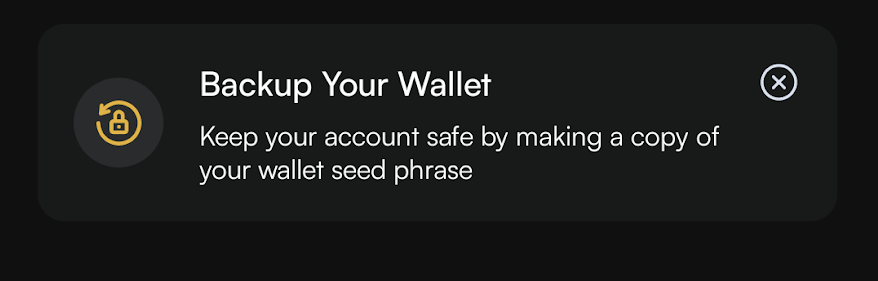 Backup Your Wallet
Keep your account safe by making a copy of
your wallet seed phrase